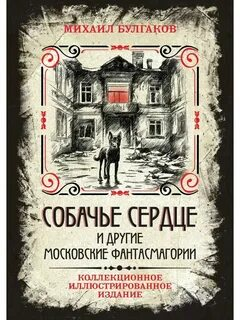 МИХАИЛ БУЛГАКОВ
СОБАЧЬЕ СЕРДЦЕ
И ДРУГИЕ
МОСКОВСКИЕ ФАНТАСМАГОРИИ
КОЛЛЕКЦИОННОЕ
ИЛЛЮСТРИРОВАННОЕ
ИЗДАНИЕ